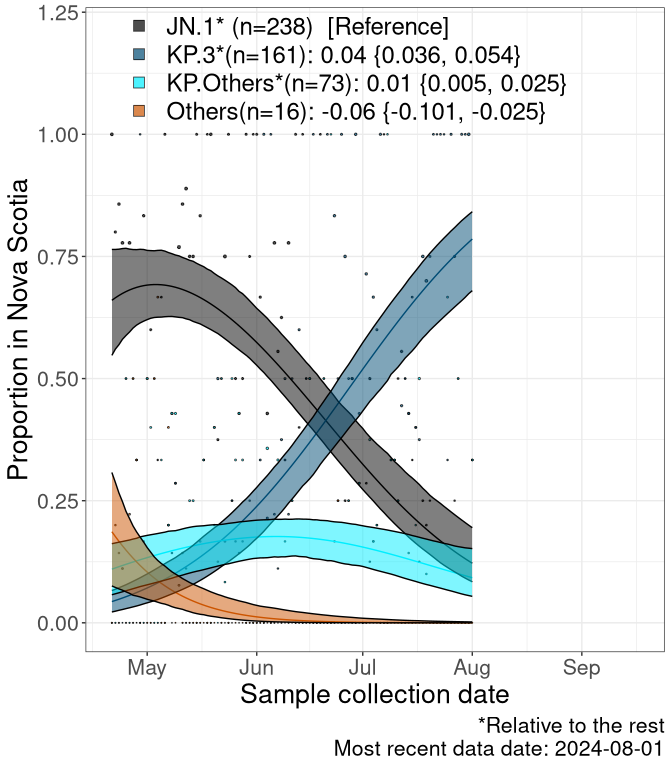 JN.1* (n=238) [Reference]
KP.3*(n=161): 0.04 {0.036, 0.054}
KP.Others*(n=73): 0.01 {0.005, 0.025}
Others(n=16): -0.06 {-0.101, -0.025}
1.25
1.00
0.75
0.50
0.25
0.00
Proportion in Nova Scotia
May Jun Jul Aug Sep
Sample collection date
*Relative to the rest
Most recent data date: 2024-08-01